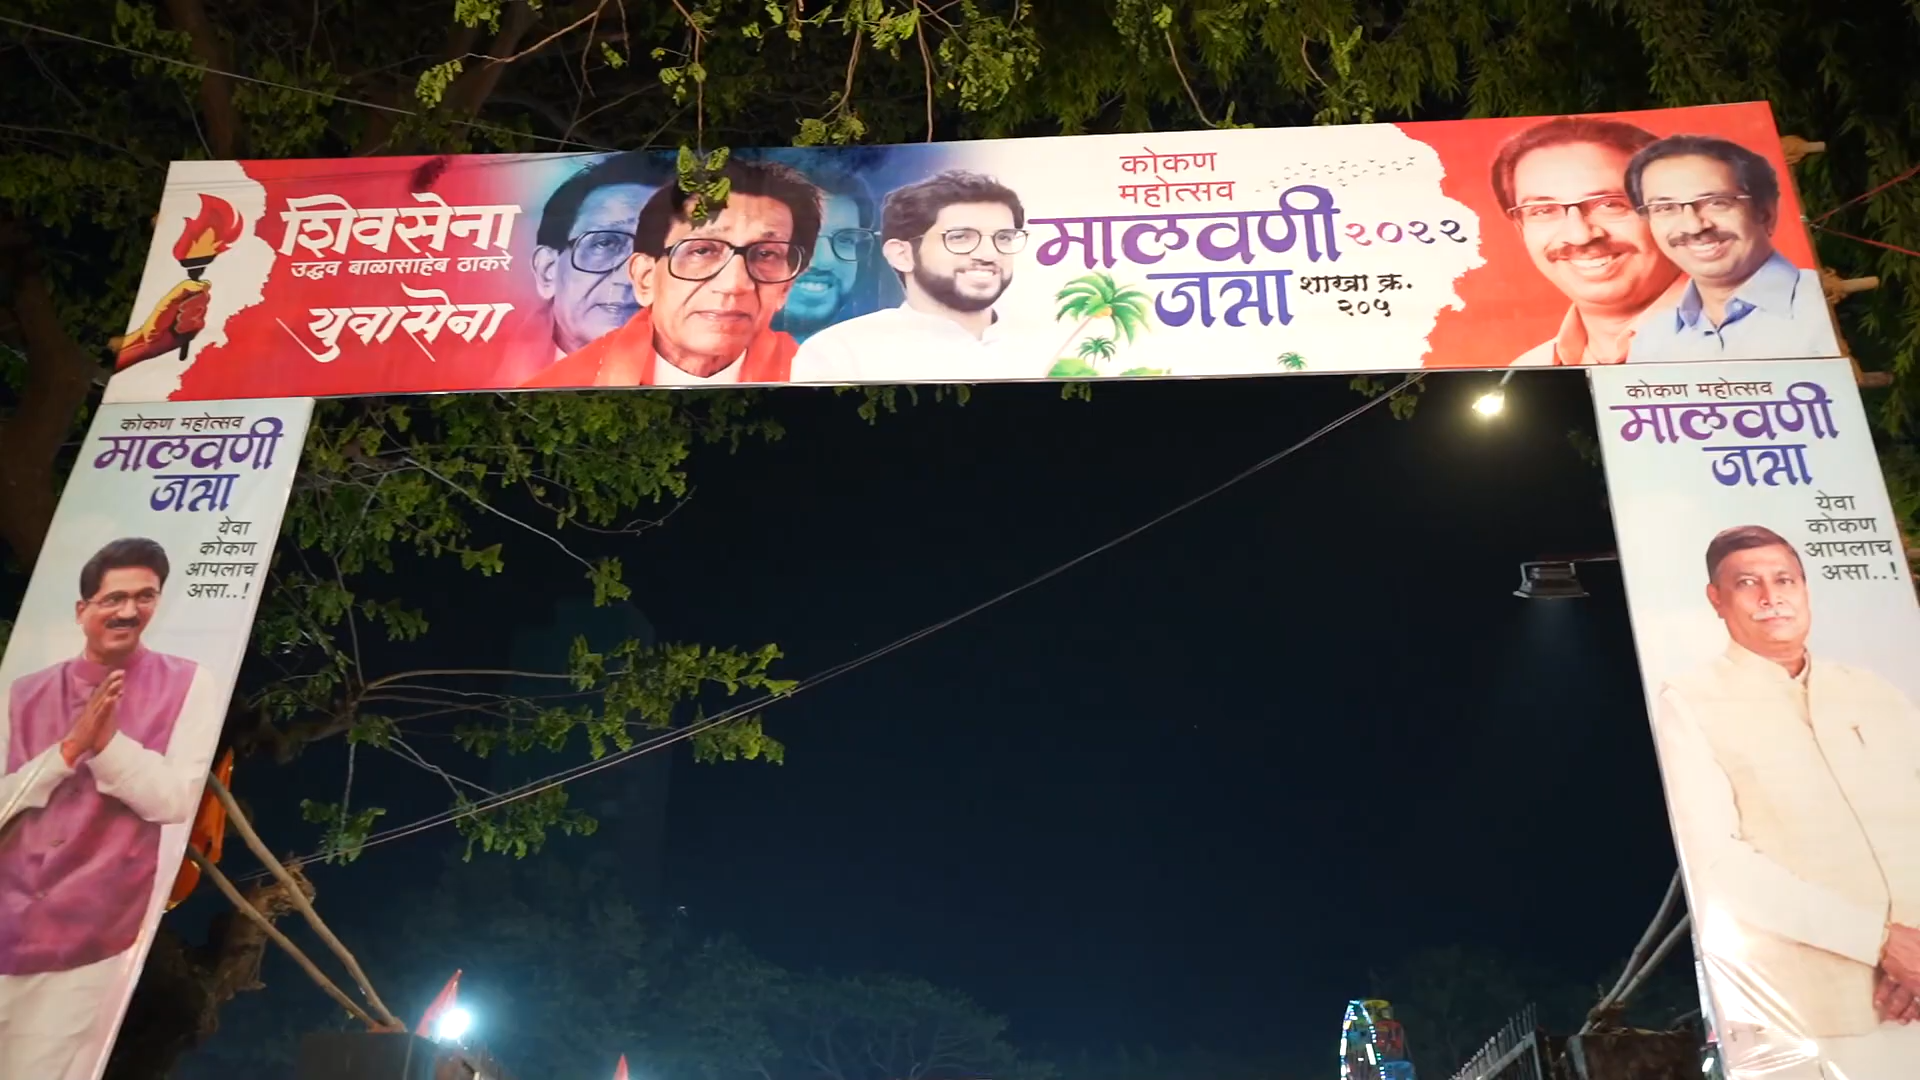 शिवसेना
उद्धव बाळासाहेब ठाकरे
युवासेना
कोकण
महोत्सव
मालवणी २०२२
जत्रा शाखा क्र.
२०५
कोकण महोत्सव
मालवणी
जत्रा
येवा
कोकण
आपलाच
असा..!
कोकण महोत्सव
मालवणी
जत्रा
येवा
कोकण
आपलाच
असा..!